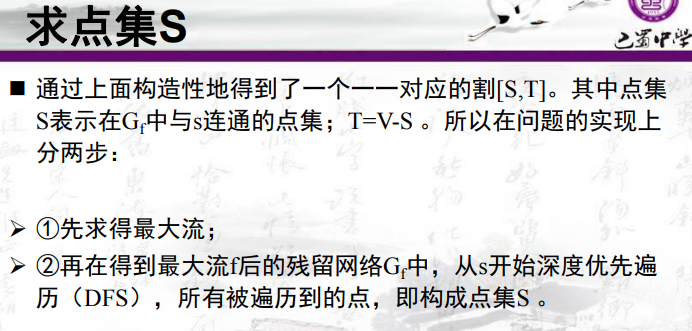 求点集S
巴蜀中学
■ 通过上面构造性地得到了一个一一对应的割[S,T]。其中点集
S表示在Gf中与s连通的点集；T=V-S 。所以在问题的实现上
分两步：
➢ ①先求得最大流；
➢ ②再在得到最大流f后的残留网络Gf中，从s开始深度优先遍
历（DFS），所有被遍历到的点，即构成点集S 。